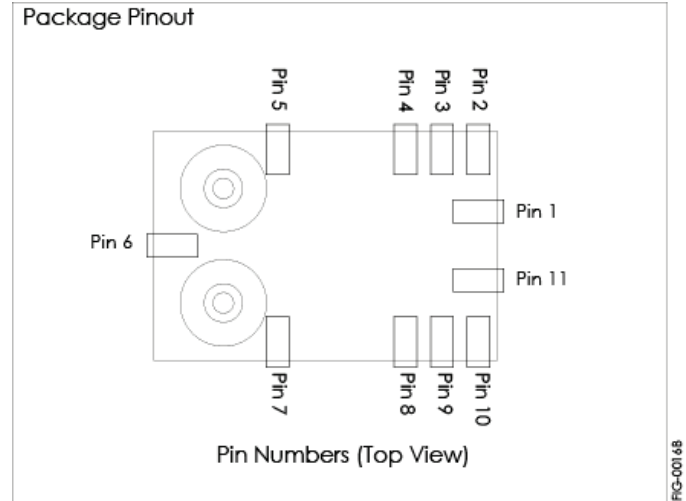 Package Pinout
Pin 5
Pin 4
Pin 3
Pin 2
Pin 1
Pin 6
Pin 11
Pin 7
Pin 8
Pin 9
Pin 10
Pin Numbers (Top View)
FIG-0016B